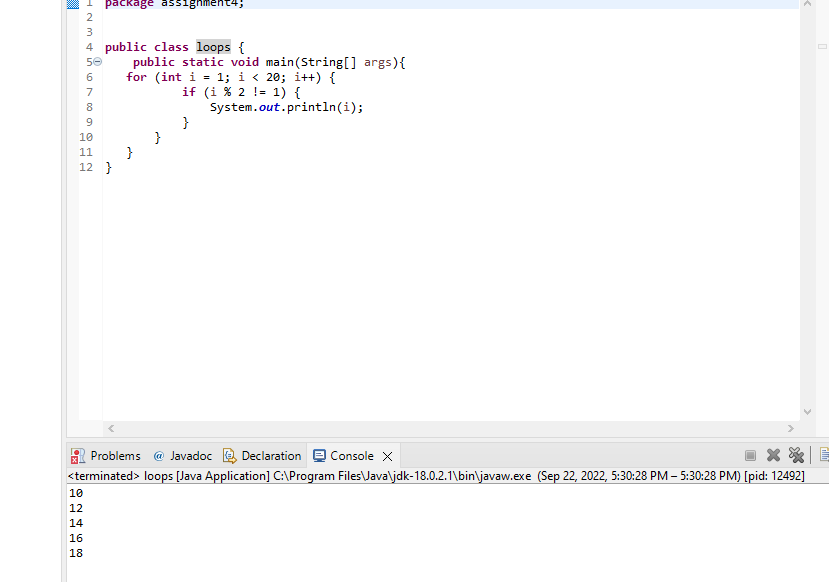 1 package assignment4;
2
3
4 public class loops {
5 public static void main(String[] args){
6 for (int i = 1; i < 20; i++) {
7 if (i % 2 != 1) {
8 System.out.println(i);
9 }
10 }
11 }
12 }
Problems @ Javadoc Declaration Console
<terminated> loops [Java Application] C:\Program Files\Java\jdk-18.0.2.1\bin\javaw.exe (Sep 22, 2022, 5:30:28 PM – 5:30:28 PM) [pid: 12492]
10
12
14
16
18